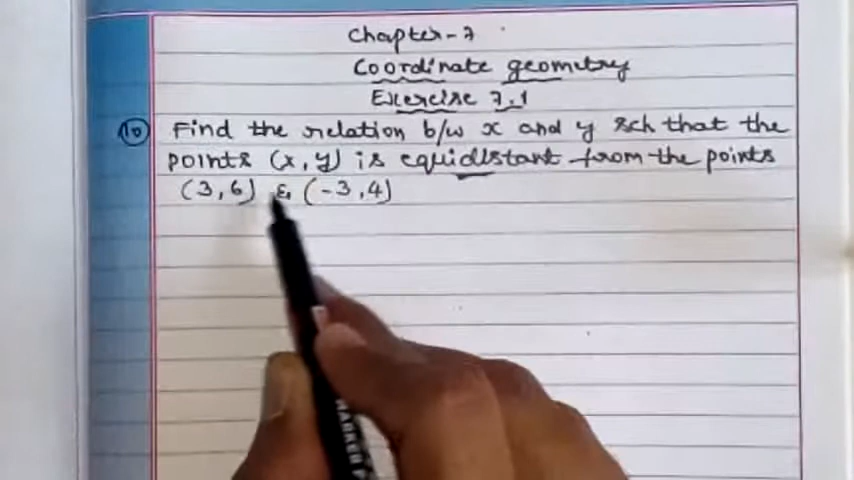 Chapter-7
Coordinate geometry
Exercise 7.1
10 Find the relation b/w x and y sch that the
points (x, y) is equidistant from the points
(3,6) & (-3,4)
MARKER P